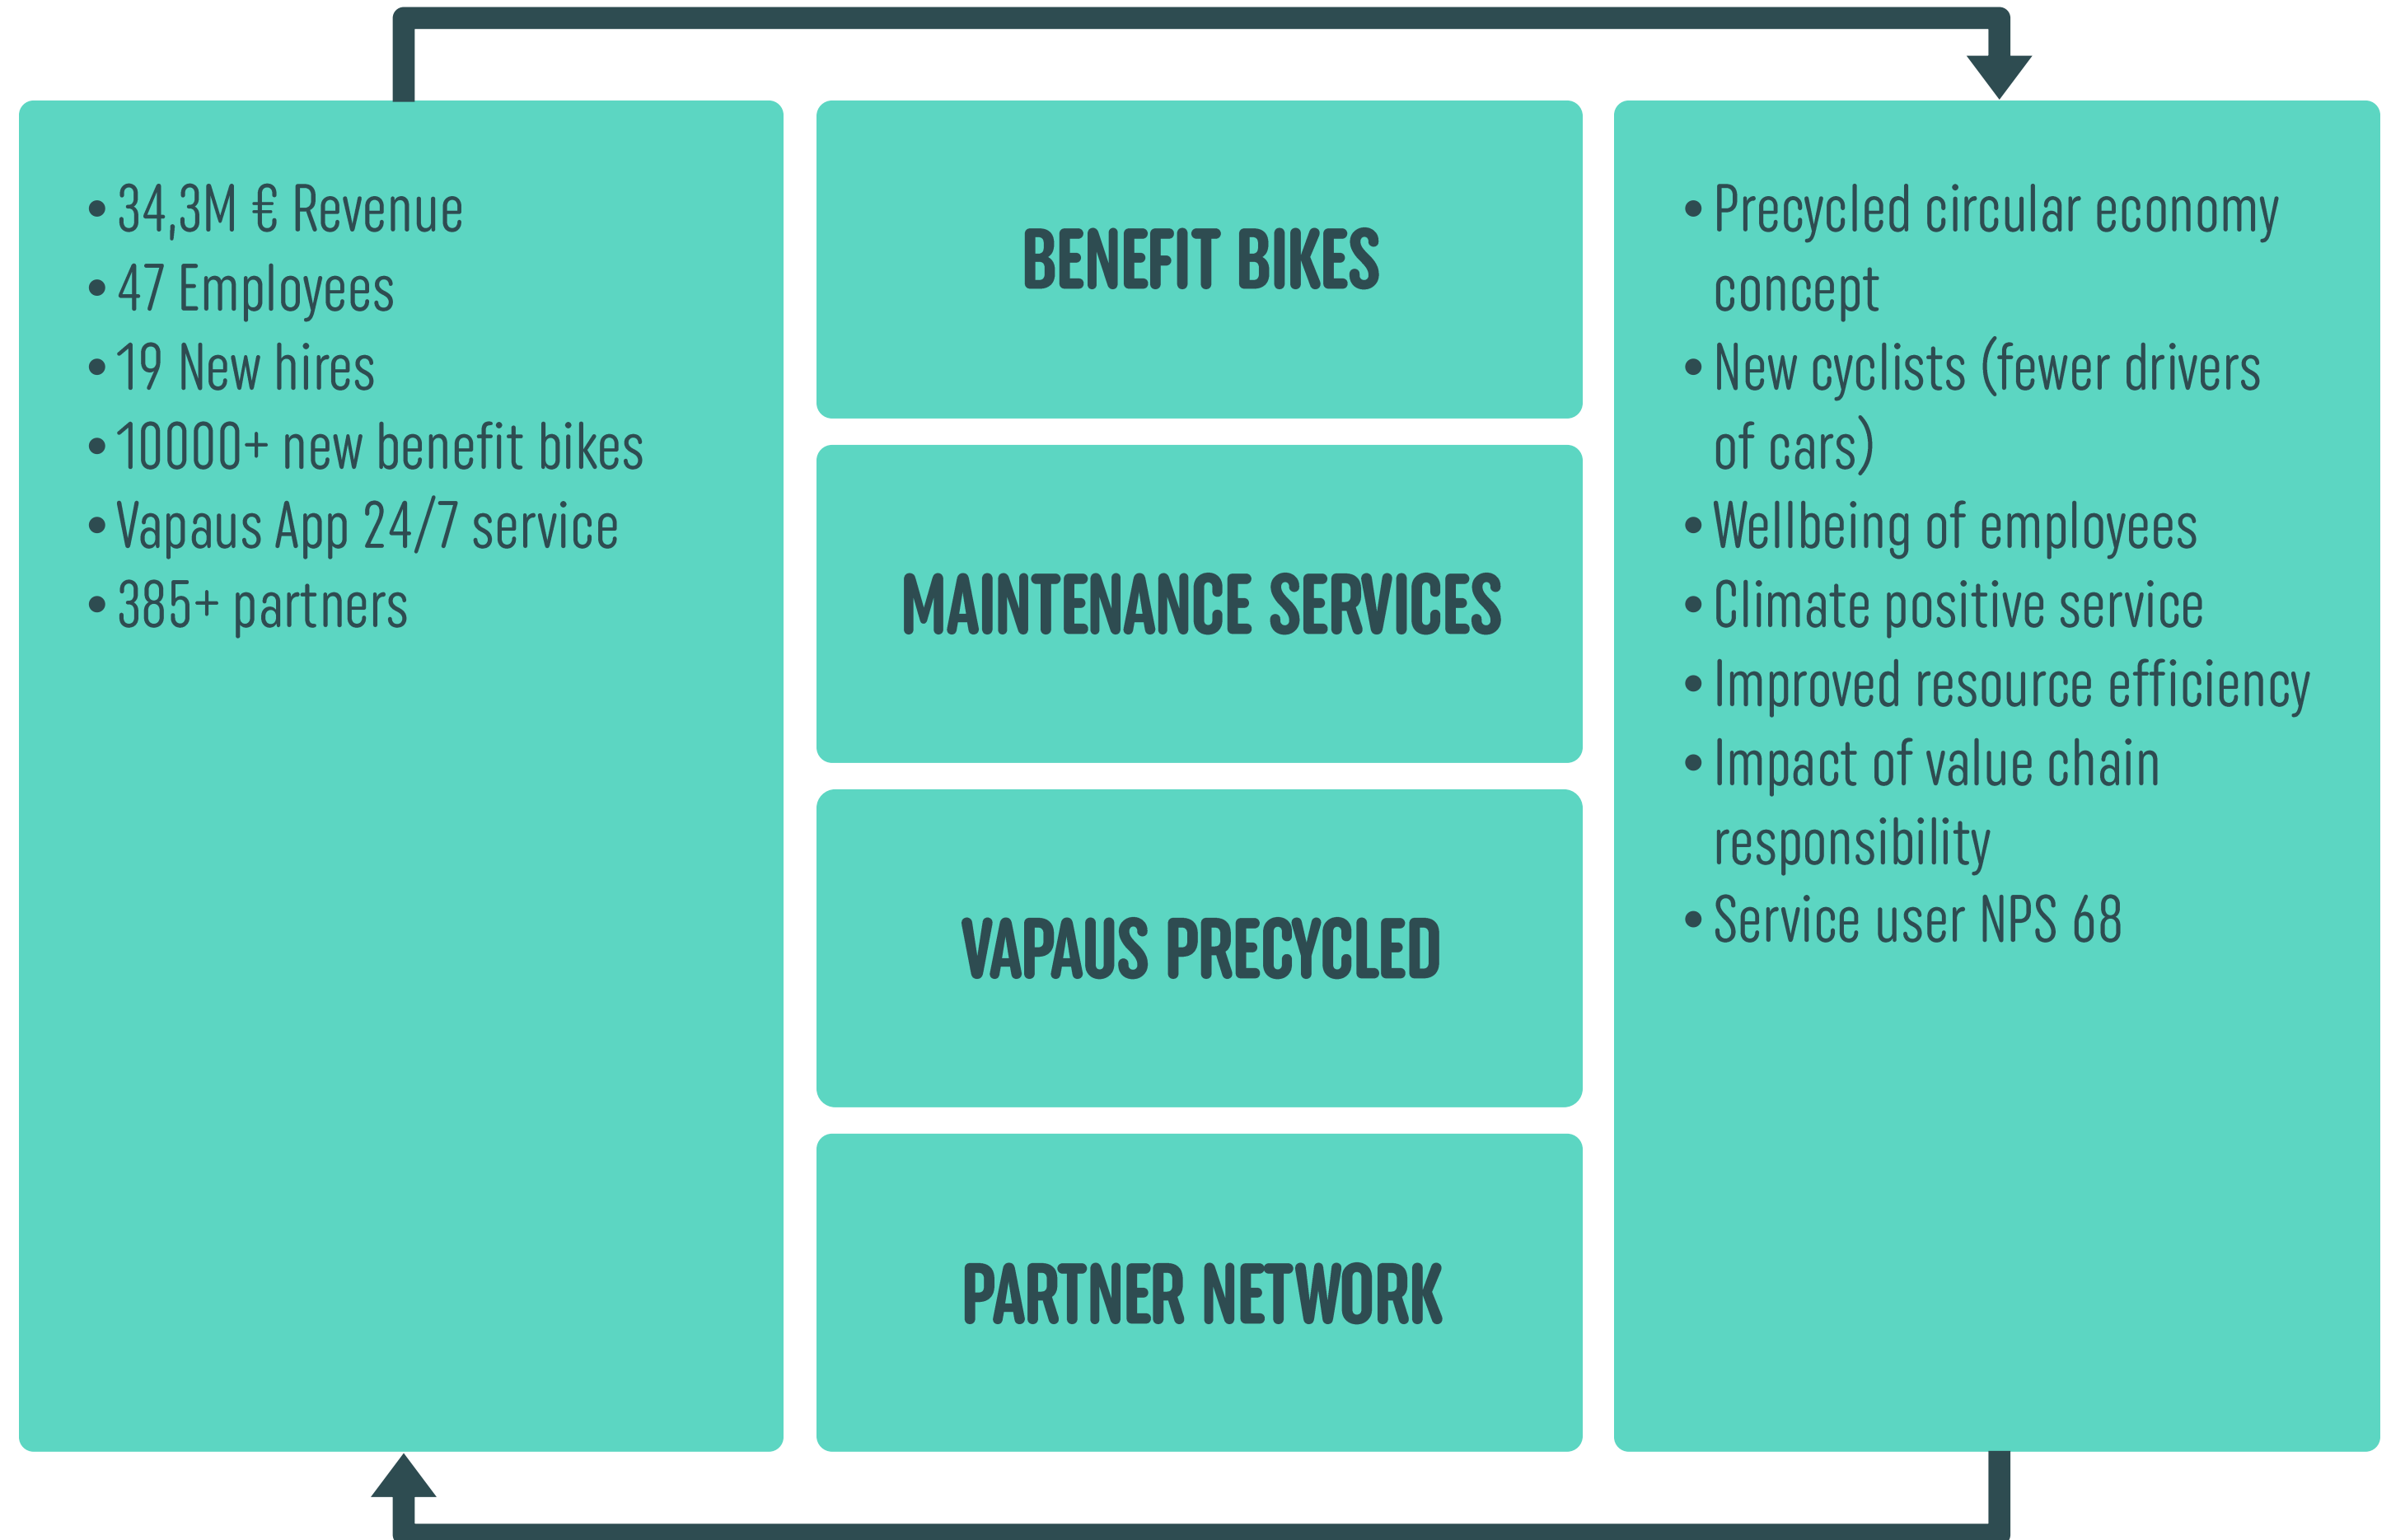 • 34,3M € Revenue
• 47 Employees
• 19 New hires
• 10000+ new benefit bikes
• Vapaus App 24/7 service
• 385+ partners
BENEFIT BIKES
MAINTENANCE SERVICES
VAPAUS PRECYCLED
PARTNER NETWORK
• Precycled circular economy
concept
• New cyclists (fewer drivers
of cars)
• Wellbeing of employees
• Climate positive service
• Improved resource efficiency
• Impact of value chain
responsibility
• Service user NPS 68